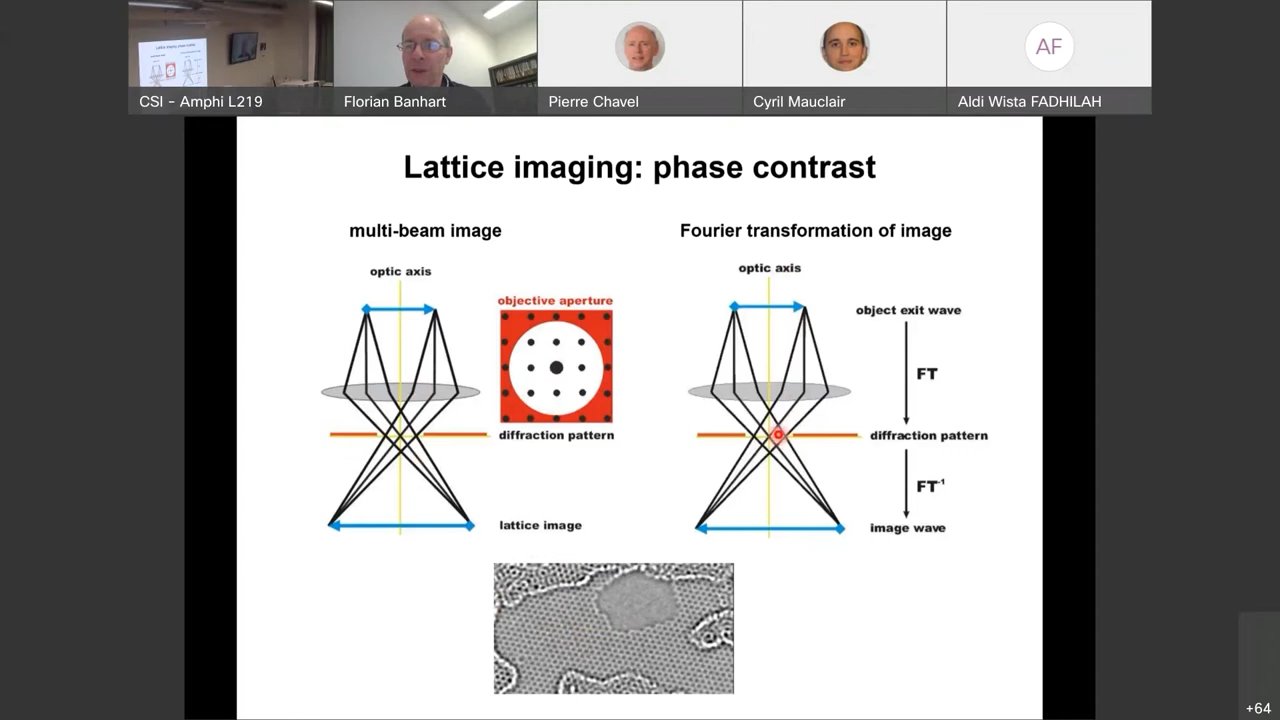 CSI - Amphi L219
Florian Banhart
Pierre Chavel
Cyril Mauclair
AF
Aldi Wista FADHILAH
Lattice imaging: phase contrast
multi-beam image
optic axis
objective aperture
diffraction pattern
lattice image
Fourier transformation of image
optic axis
object exit wave
FT
diffraction pattern
FT⁻¹
image wave
+64